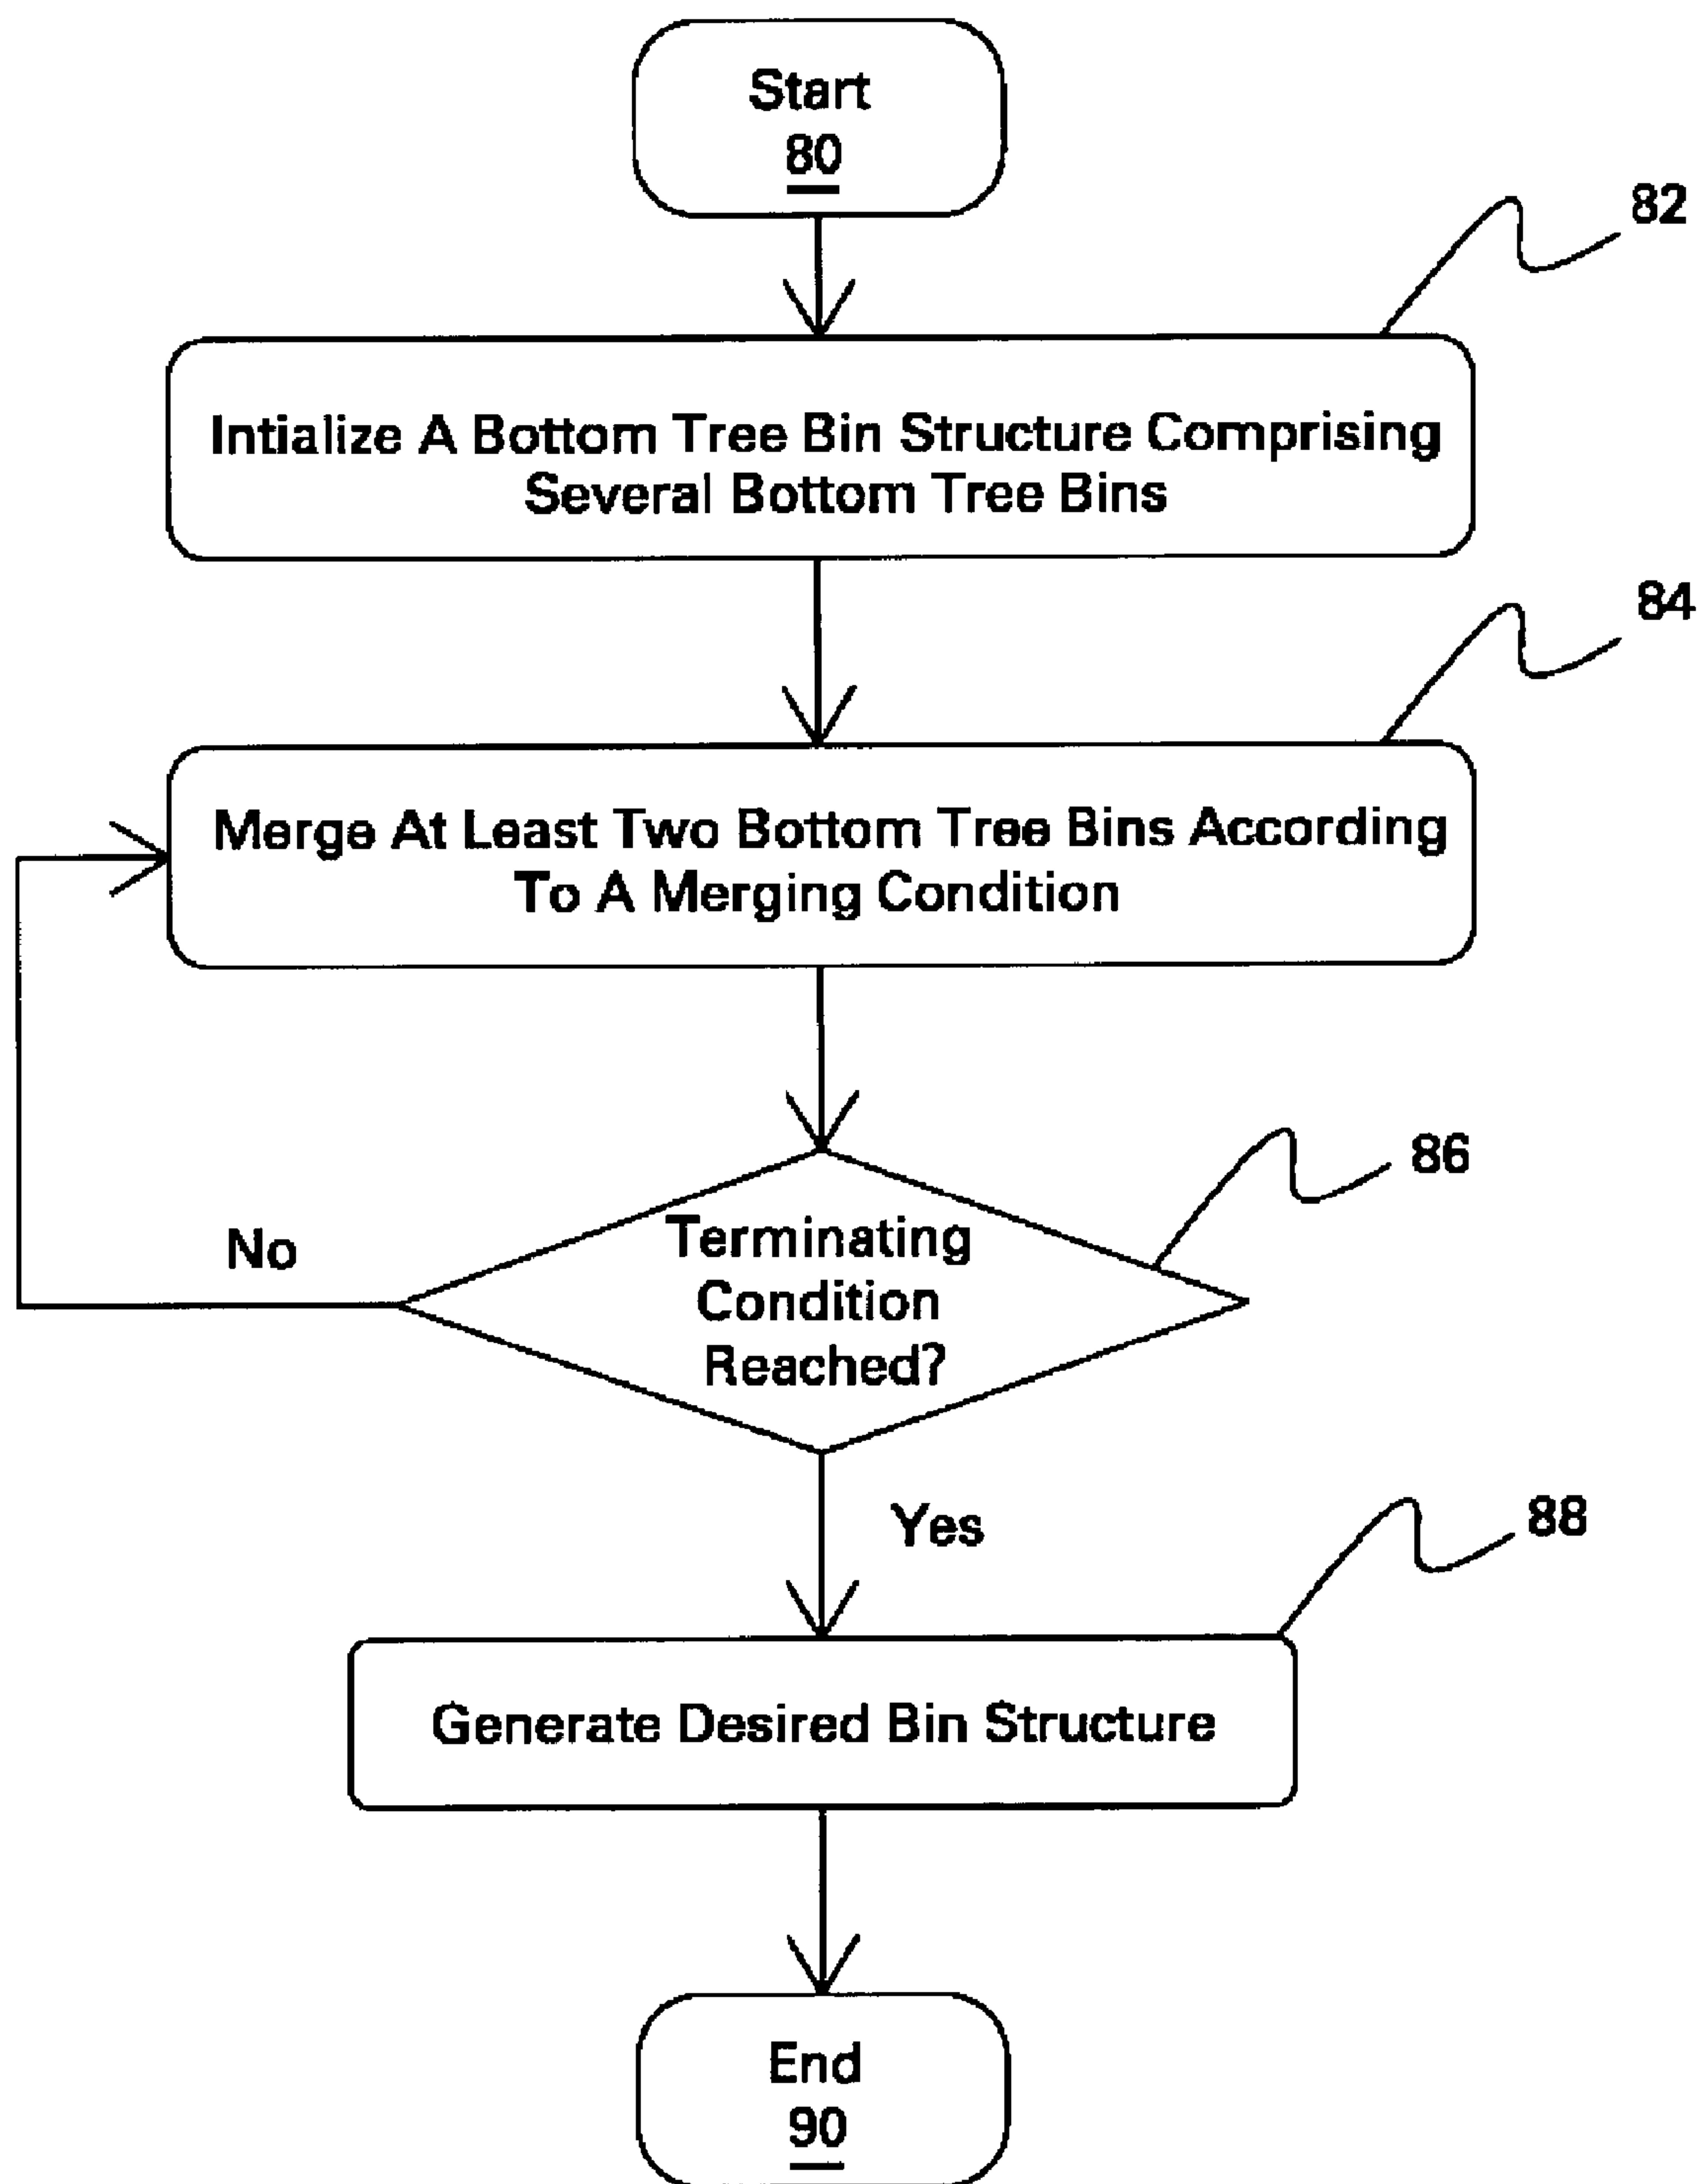 Start
80
82
Intialize A Bottom Tree Bin Structure Comprising
Several Bottom Tree Bins
84
Merge At Least Two Bottom Tree Bins According
To A Merging Condition
86
No
Terminating
Condition
Reached?
Yes
88
Generate Desired Bin Structure
End
90